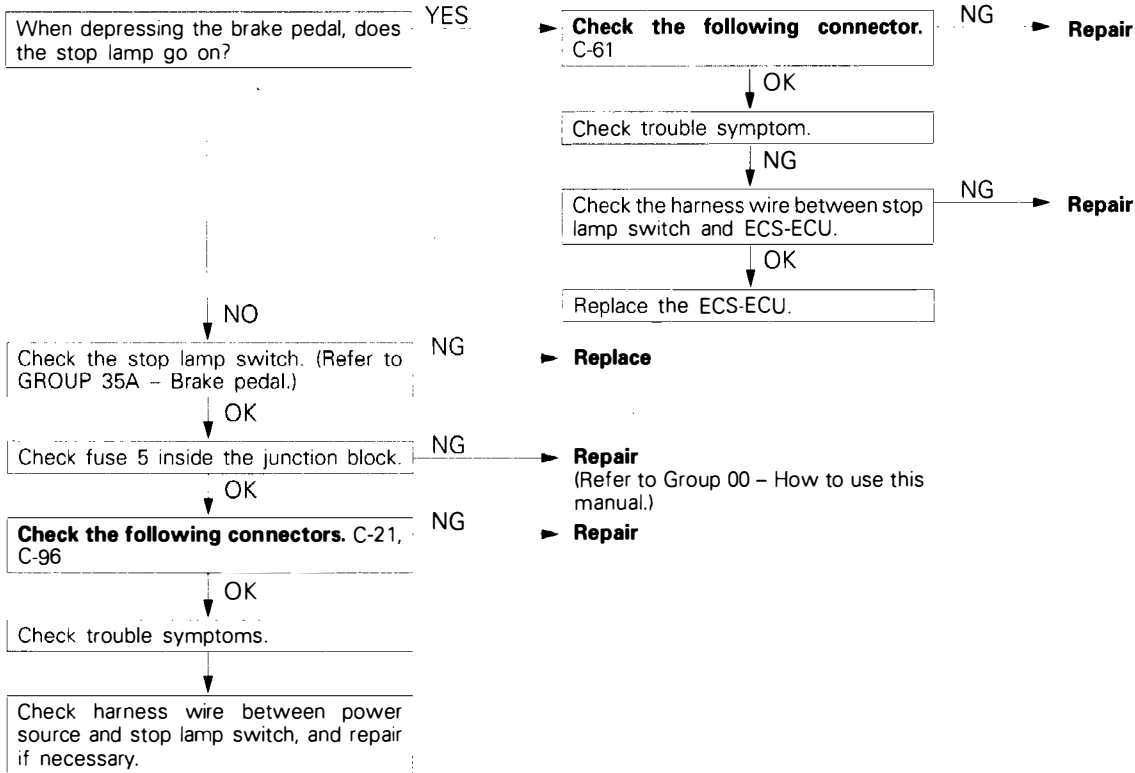 When depressing the brake pedal, does
the stop lamp go on?
YES
Check the following connector.
C-61
NG
Repair
OK
Check trouble symptom.
NG
Check the harness wire between stop
lamp switch and ECS-ECU.
NG
Repair
OK
Replace the ECS-ECU.
NO
Check the stop lamp switch. (Refer to
GROUP 35A – Brake pedal.)
NG
Replace
OK
Check fuse 5 inside the junction block.
NG
Repair
(Refer to Group 00 – How to use this
manual.)
OK
Check the following connectors. C-21,
C-96
NG
Repair
OK
Check trouble symptoms.
Check harness wire between power
source and stop lamp switch, and repair
if necessary.